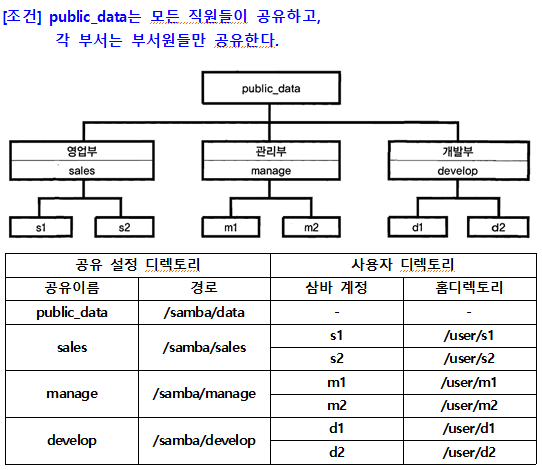 [조건] public_data는 모든 직원들이 공유하고,
각 부서는 부서원들만 공유한다.
public_data
영업부 관리부 개발부
sales manage develop
s1 s2 m1 m2 d1 d2
공유 설정 디렉토리 사용자 디렉토리
공유이름 경로 삼바 계정 홈디렉토리
public_data /samba/data - -
sales /samba/sales s1 /user/s1
s2 /user/s2
manage /samba/manage m1 /user/m1
m2 /user/m2
develop /samba/develop d1 /user/d1
d2 /user/d2